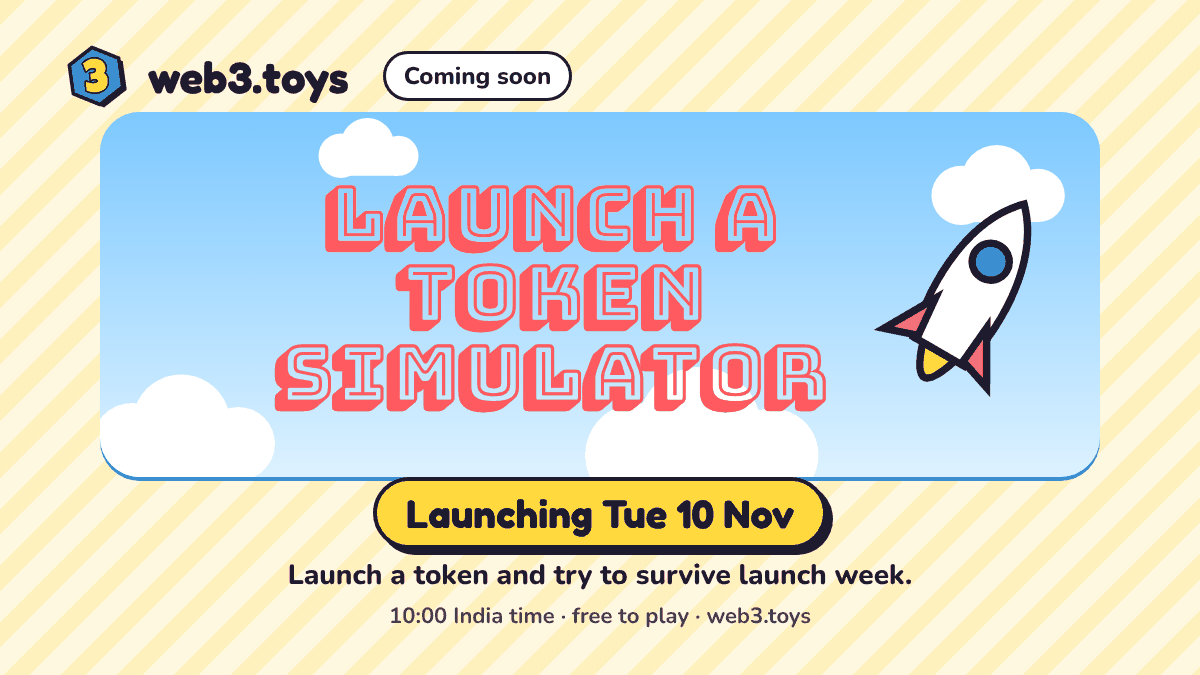 3 web3.toys Coming soon
LAUNCH A
TOKEN
SIMULATOR
Launching Tue 10 Nov
Launch a token and try to survive launch week.
10:00 India time · free to play · web3.toys